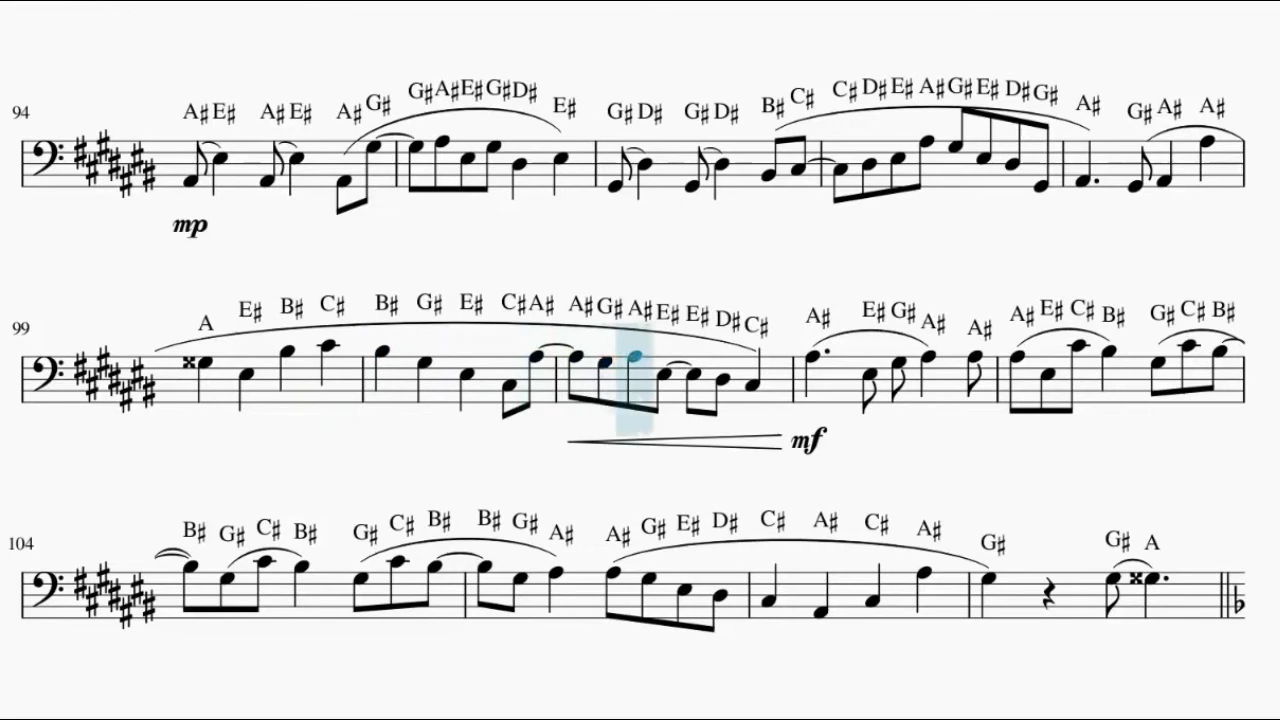 A♯ E♯ A♯ E♯ A♯ G♯ G♯ A♯ E♯ G♯ D♯ E♯ G♯ D♯ G♯ D♯ B♯ C♯ C♯ D♯ E♯ A♯ G♯ E♯ D♯ G♯ A♯ G♯ A♯ A♯
94
mp
A E♯ B♯ C♯ B♯ G♯ E♯ C♯ A♯ A♯ G♯ A♯ E♯ E♯ D♯ C♯ A♯ E♯ G♯ A♯ A♯ A♯ E♯ C♯ B♯ G♯ C♯ B♯
99
mf
B♯ G♯ C♯ B♯ G♯ C♯ B♯ B♯ G♯ A♯ A♯ G♯ E♯ D♯ C♯ A♯ C♯ A♯ G♯ G♯ A
104